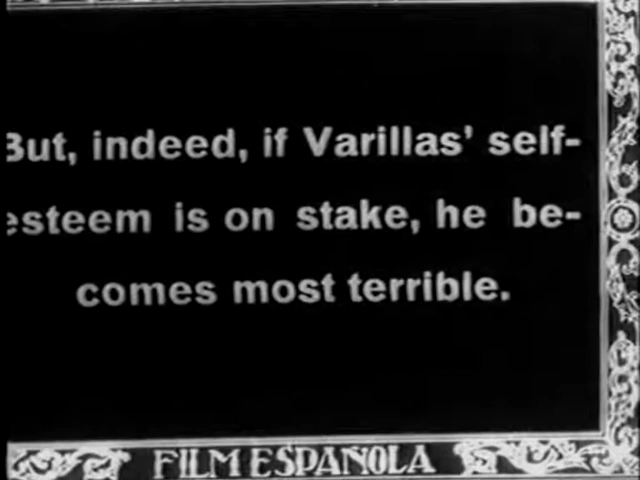 But, indeed, if Varillas' self-
esteem is on stake, he be-
comes most terrible.
FILM ESPAÑOLA